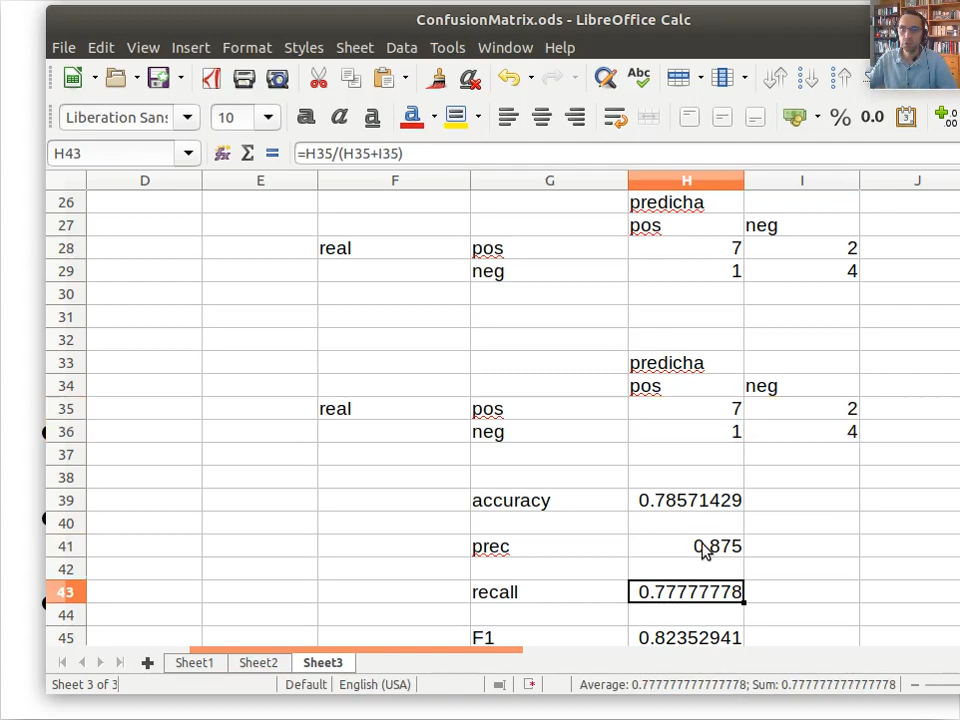 ConfusionMatrix.ods - LibreOffice Calc
File Edit View Insert Format Styles Sheet Data Tools Window Help
Liberation Sans 10
H43 =H35/(H35+I35)
D E F G H I J
26 predicha
27 pos neg
28 real pos 7 2
29 neg 1 4
30
31
32
33 predicha
34 pos neg
35 real pos 7 2
36 neg 1 4
37
38
39 accuracy 0.78571429
40
41 prec 0.875
42
43 recall 0.77777778
44
45 F1 0.82352941
Sheet1 Sheet2 Sheet3
Sheet 3 of 3 Default English (USA) Average: 0.777777777777778; Sum: 0.777777777777778